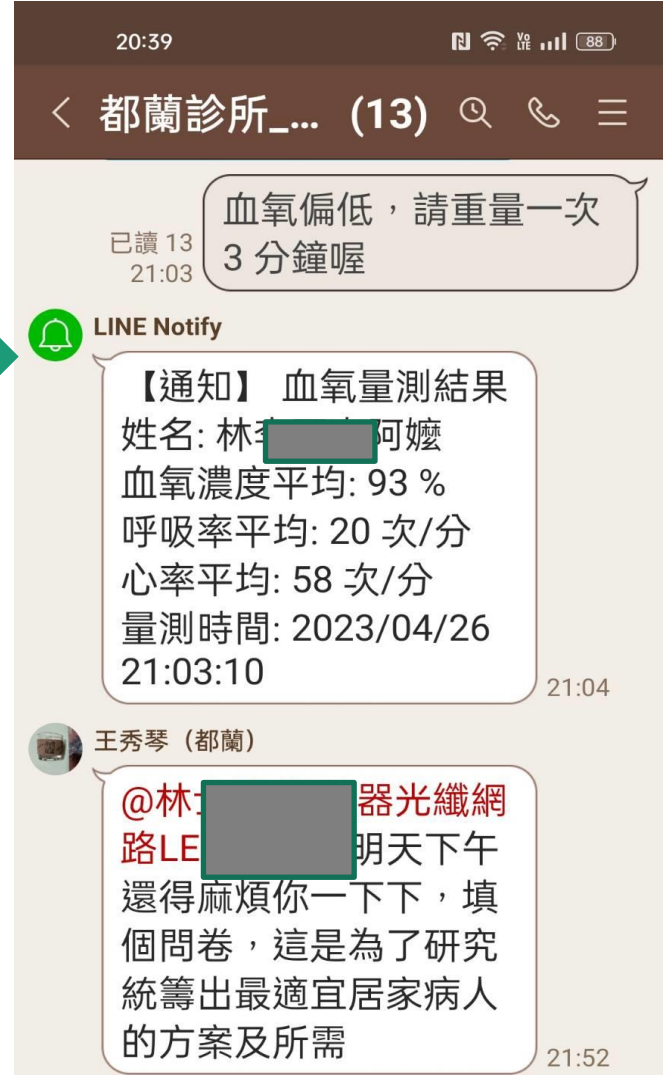 20:39
88
都蘭診所_... (13)
血氧偏低，請重量一次
3 分鐘喔
已讀 13
21:03
LINE Notify
【通知】 血氧量測結果
姓名: 林 阿嬤
血氧濃度平均: 93 %
呼吸率平均: 20 次/分
心率平均: 58 次/分
量測時間: 2023/04/26
21:03:10
21:04
王秀琴（都蘭）
@林 器光纖網
路LE 明天下午
還得麻煩你一下下，填
個問卷，這是為了研究
統籌出最適宜居家病人
的方案及所需
21:52